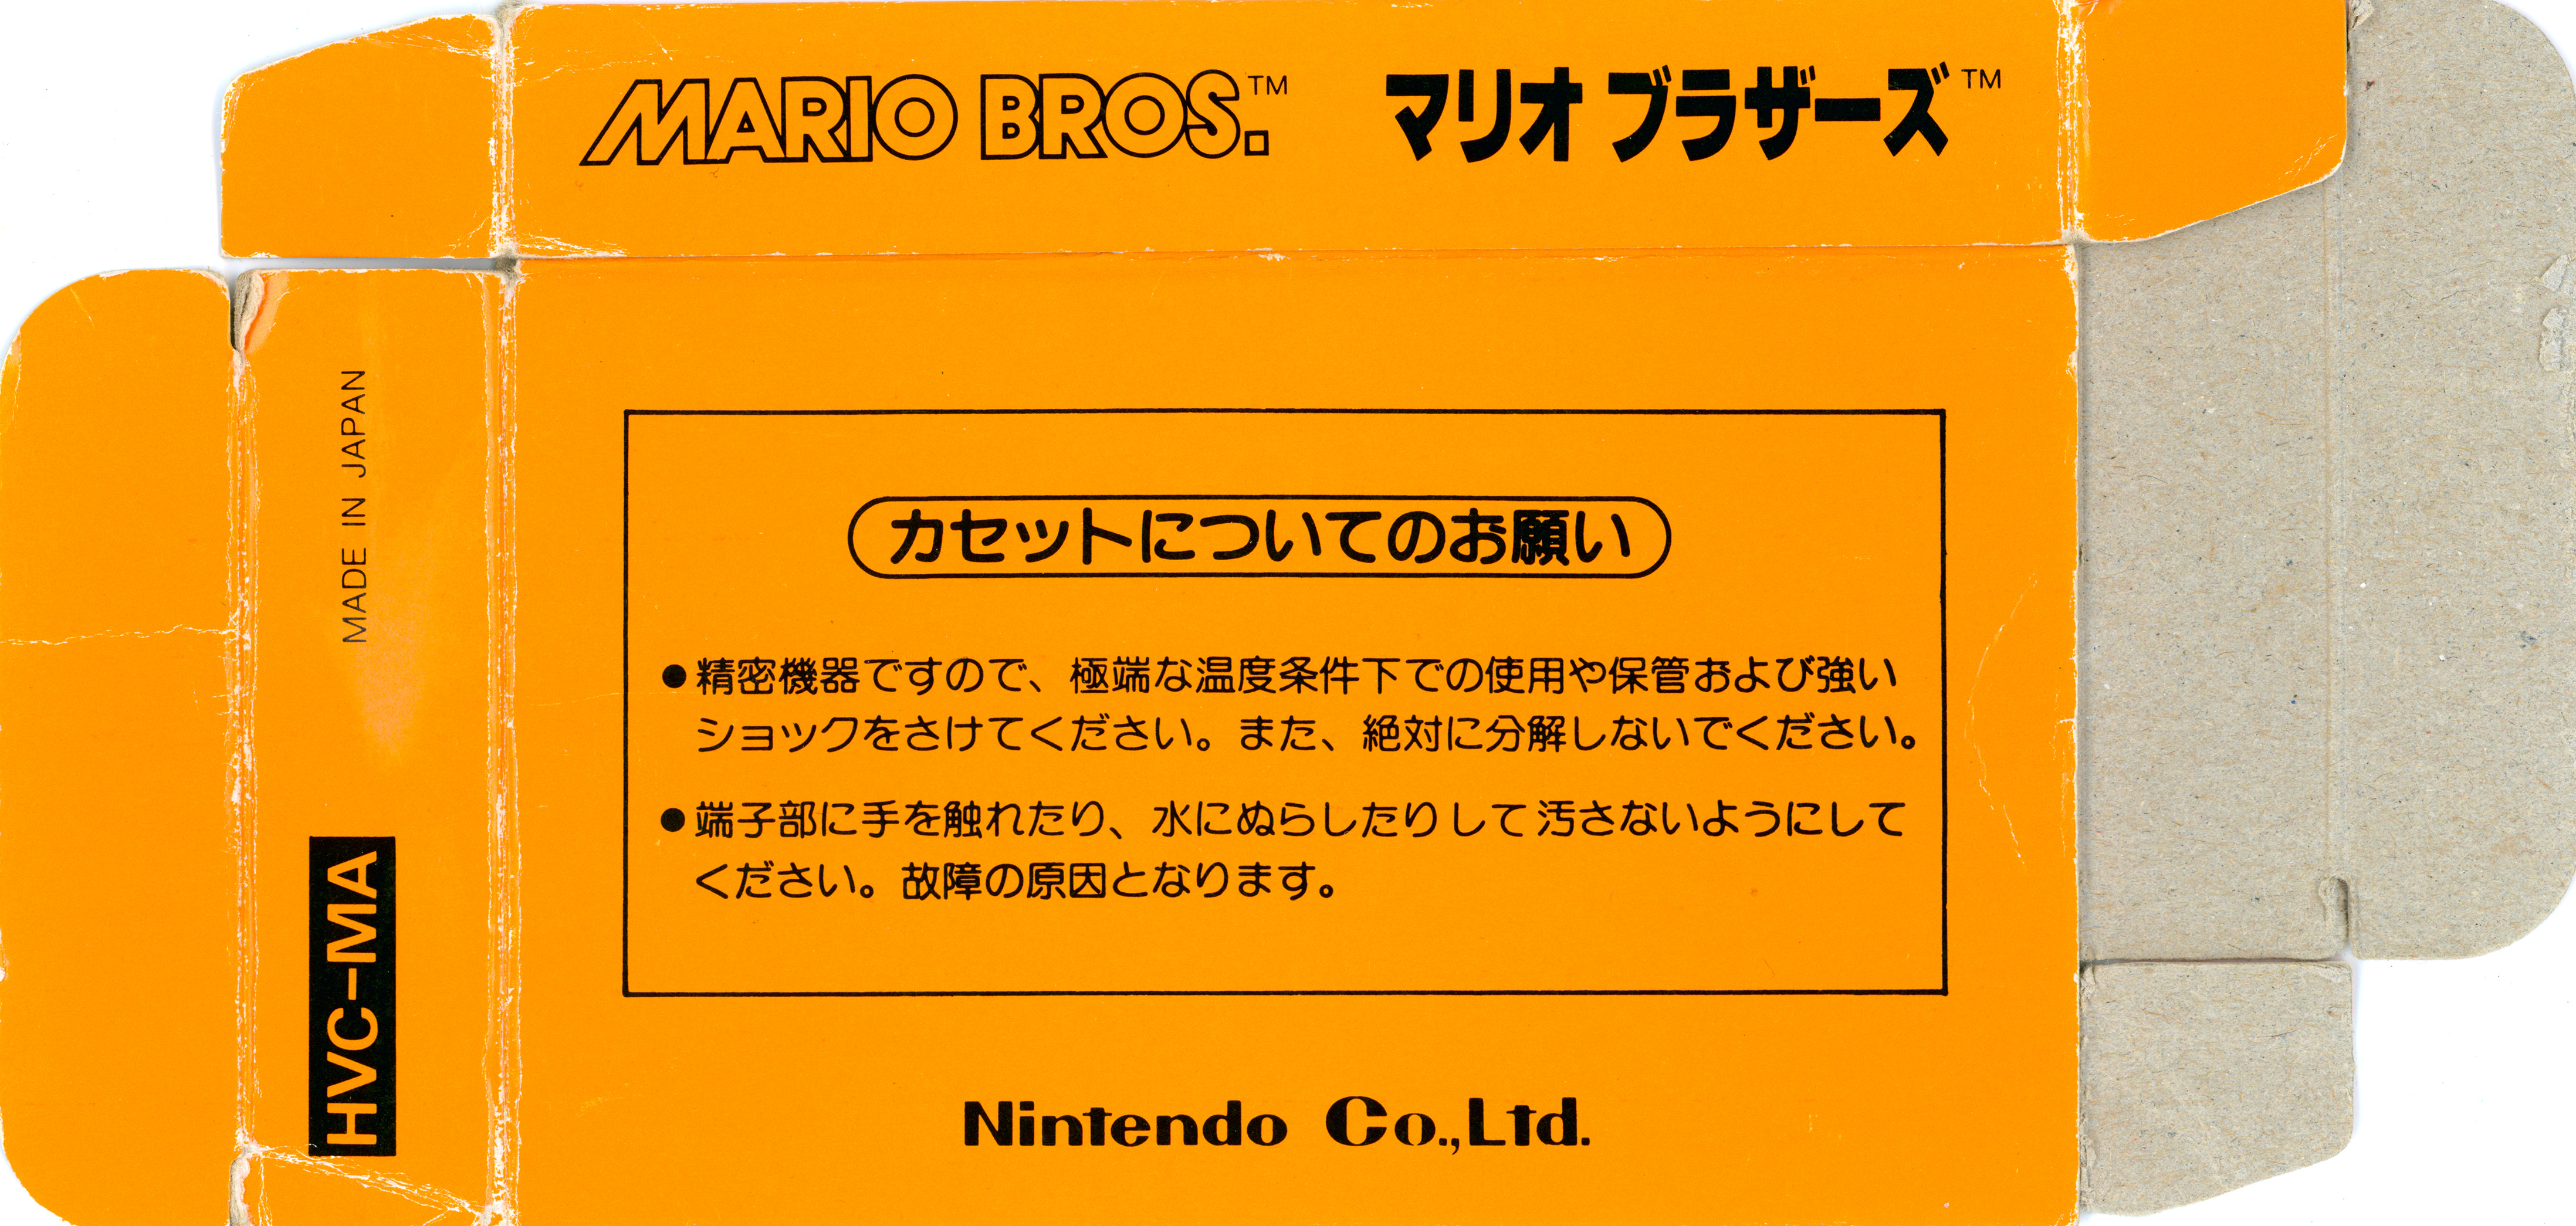 MARIO BROS.™ マリオ ブラザーズ™
MADE IN JAPAN
HVC-MA
カセットについてのお願い
●精密機器ですので、極端な温度条件下での使用や保管および強い
ショックをさけてください。また、絶対に分解しないでください。
●端子部に手を触れたり、水にぬらしたりして汚さないようにして
ください。故障の原因となります。
Nintendo Co.,Ltd.